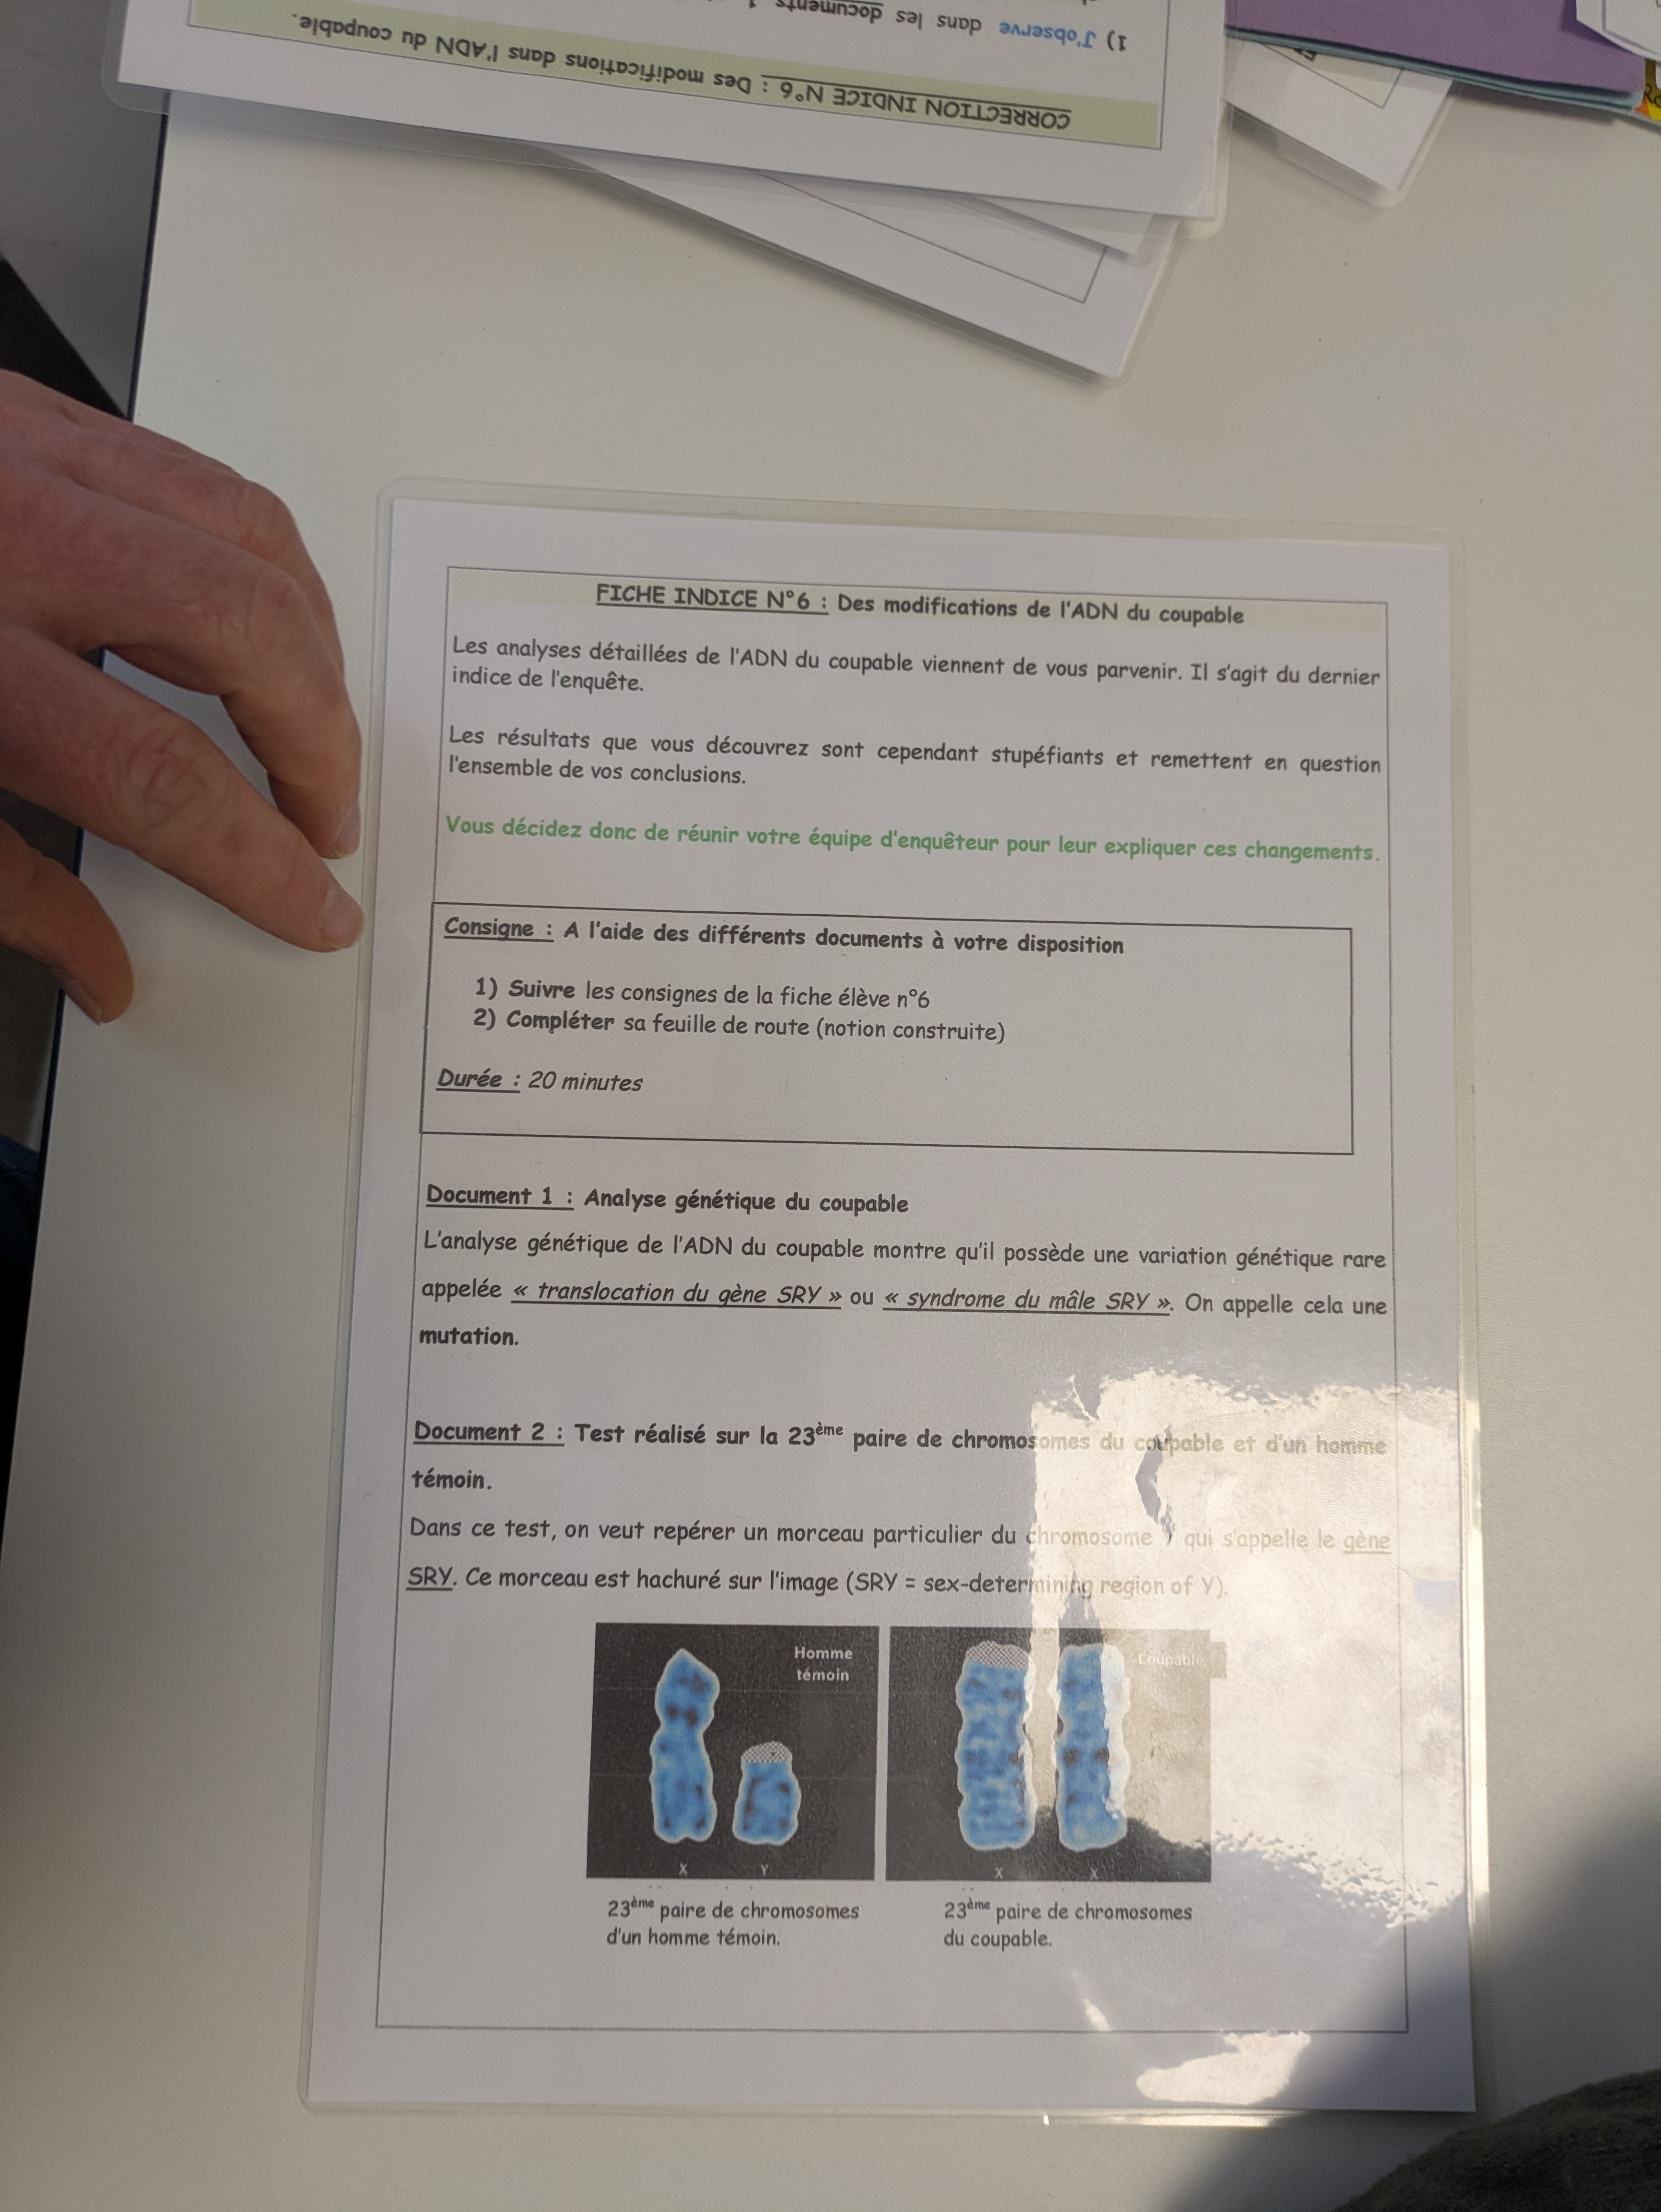 CORRECTION INDICE N°6 : Des modifications dans l'ADN du coupable.
1) J'observe dans les documents
FICHE INDICE N°6 : Des modifications de l'ADN du coupable
Les analyses détaillées de l'ADN du coupable viennent de vous parvenir. Il s'agit du dernier
indice de l'enquête.
Les résultats que vous découvrez sont cependant stupéfiants et remettent en question
l'ensemble de vos conclusions.
Vous décidez donc de réunir votre équipe d'enquêteur pour leur expliquer ces changements.
Consigne : A l'aide des différents documents à votre disposition
1) Suivre les consignes de la fiche élève n°6
2) Compléter sa feuille de route (notion construite)
Durée : 20 minutes
Document 1 : Analyse génétique du coupable
L'analyse génétique de l'ADN du coupable montre qu'il possède une variation génétique rare
appelée « translocation du gène SRY » ou « syndrome du mâle SRY ». On appelle cela une
mutation.
Document 2 : Test réalisé sur la 23ème paire de chromosomes du coupable et d'un homme
témoin.
Dans ce test, on veut repérer un morceau particulier du chromosome Y qui s'appelle le gène
SRY. Ce morceau est hachuré sur l'image (SRY = sex-determining region of Y).
Homme
témoin
X Y
Coupable
X X
23ème paire de chromosomes
d'un homme témoin.
23ème paire de chromosomes
du coupable.